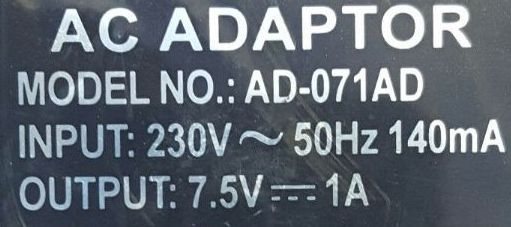 AC ADAPTOR
MODEL NO.: AD-071AD
INPUT: 230V ~ 50Hz 140mA
OUTPUT: 7.5V ⎓ 1A